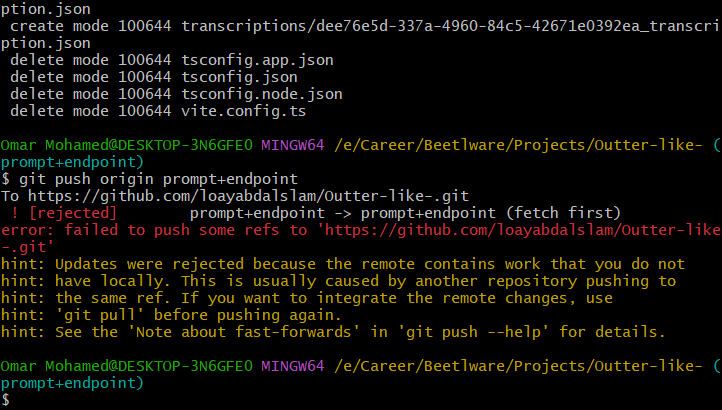 ption.json
 create mode 100644 transcriptions/dee76e5d-337a-4960-84c5-42671e0392ea_transcri
ption.json
 delete mode 100644 tsconfig.app.json
 delete mode 100644 tsconfig.json
 delete mode 100644 tsconfig.node.json
 delete mode 100644 vite.config.ts
Omar Mohamed@DESKTOP-3N6GFEO MINGW64 /e/Career/Beetlware/Projects/Outter-like- (
prompt+endpoint)
$ git push origin prompt+endpoint
To https://github.com/loayabdalslam/Outter-like-.git
 ! [rejected]        prompt+endpoint -> prompt+endpoint (fetch first)
error: failed to push some refs to 'https://github.com/loayabdalslam/Outter-like
-.git'
hint: Updates were rejected because the remote contains work that you do not
hint: have locally. This is usually caused by another repository pushing to
hint: the same ref. If you want to integrate the remote changes, use
hint: 'git pull' before pushing again.
hint: See the 'Note about fast-forwards' in 'git push --help' for details.
Omar Mohamed@DESKTOP-3N6GFEO MINGW64 /e/Career/Beetlware/Projects/Outter-like- (
prompt+endpoint)
$